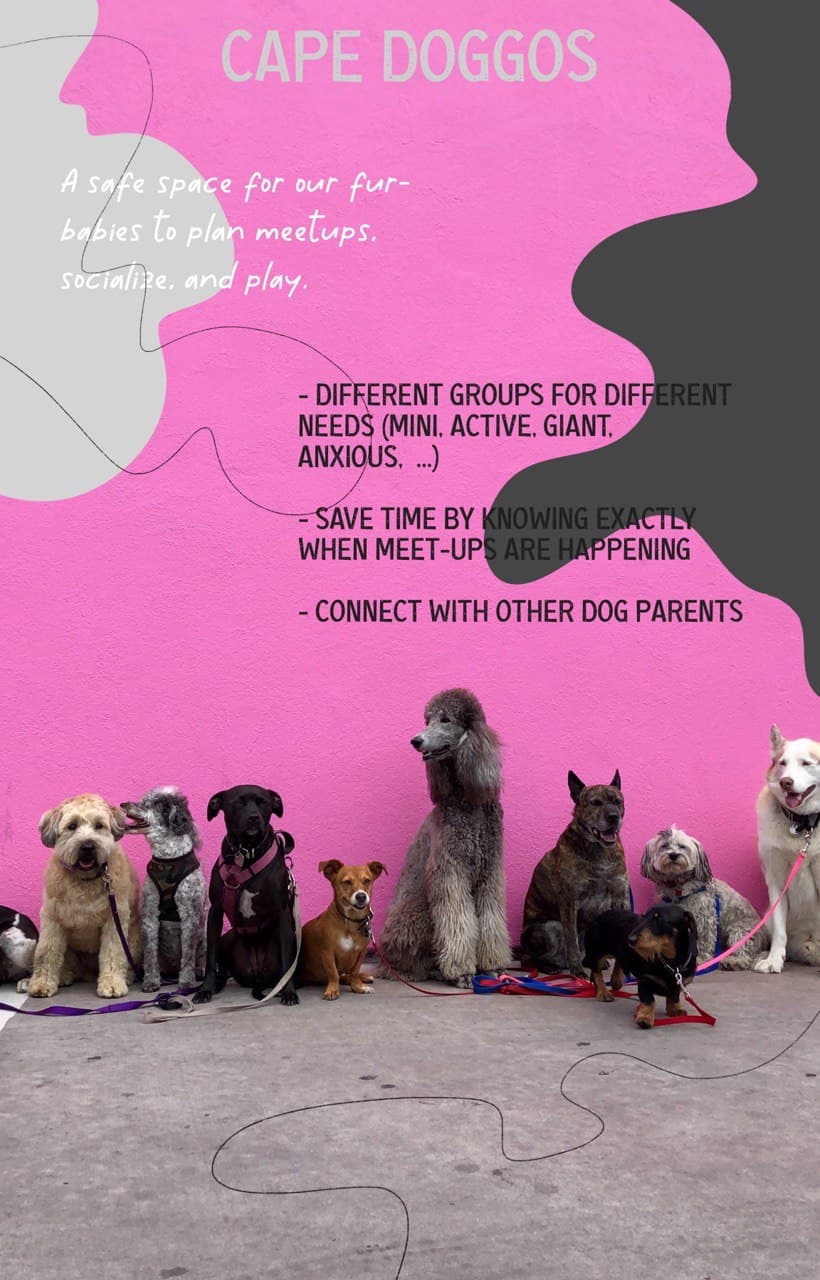 CAPE DOGGOS
A safe space for our fur-
babies to plan meetups,
socialize, and play.
- DIFFERENT GROUPS FOR DIFFERENT
NEEDS (MINI, ACTIVE, GIANT,
ANXIOUS, ...)
- SAVE TIME BY KNOWING EXACTLY
WHEN MEET-UPS ARE HAPPENING
- CONNECT WITH OTHER DOG PARENTS